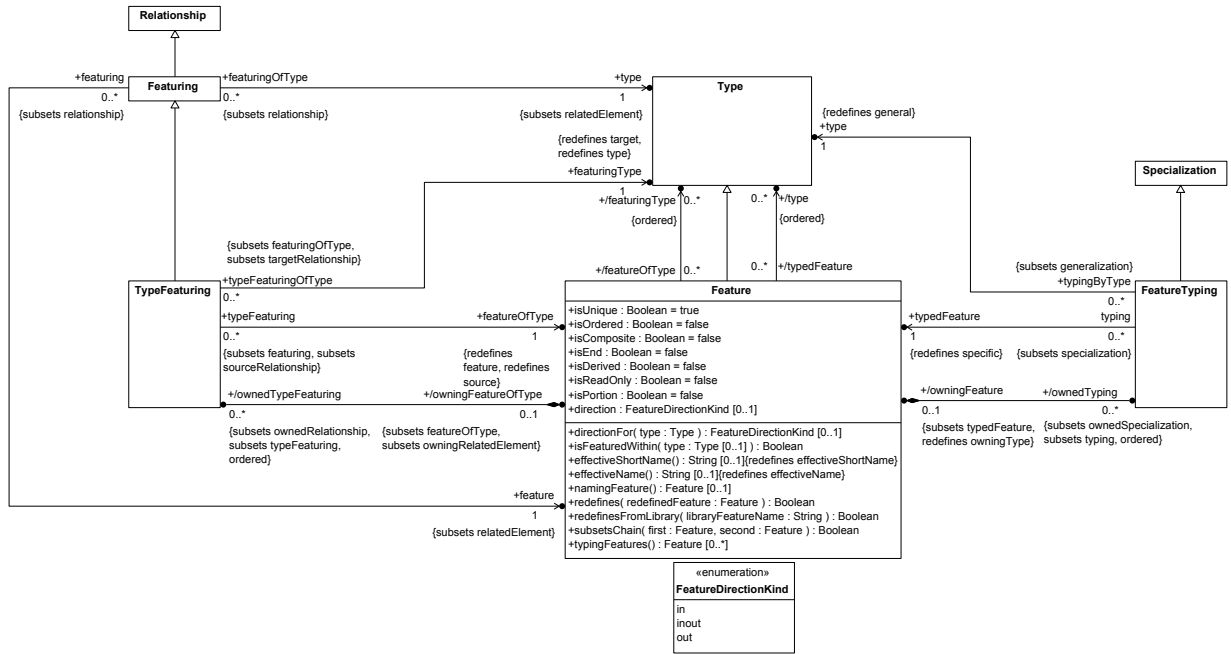 Relationship
+featuring
0..*
{subsets relationship}
Featuring
+featuringOfType
0..*
{subsets relationship}
+type
1
{subsets relatedElement}
Type
{redefines general}
+type
1
{redefines target,
redefines type}
+featuringType
1
+/featuringType
0..*
{ordered}
0..*
+/type
{ordered}
Specialization
{subsets featuringOfType,
subsets targetRelationship}
+typeFeaturingOfType
0..*
+/featureOfType
0..*
0..*
+/typedFeature
{subsets generalization}
+typingByType
0..*
TypeFeaturing
Feature
FeatureTyping
+typeFeaturing
0..*
{subsets featuring, subsets
sourceRelationship}
+featureOfType
1
{redefines
feature, redefines
source}
+/ownedTypeFeaturing
0..*
{subsets ownedRelationship,
subsets typeFeaturing,
ordered}
+/owningFeatureOfType
0..1
{subsets featureOfType,
subsets owningRelatedElement}
+isUnique : Boolean = true
+isOrdered : Boolean = false
+isComposite : Boolean = false
+isEnd : Boolean = false
+isDerived : Boolean = false
+isReadOnly : Boolean = false
+isPortion : Boolean = false
+direction : FeatureDirectionKind [0..1]
+directionFor( type : Type ) : FeatureDirectionKind [0..1]
+isFeaturedWithin( type : Type [0..1] ) : Boolean
+effectiveShortName() : String [0..1]{redefines effectiveShortName}
+effectiveName() : String [0..1]{redefines effectiveName}
+namingFeature() : Feature [0..1]
+redefines( redefinedFeature : Feature ) : Boolean
+redefinesFromLibrary( libraryFeatureName : String ) : Boolean
+subsetsChain( first : Feature, second : Feature ) : Boolean
+typingFeatures() : Feature [0..*]
+typedFeature
1
{redefines specific}
typing
0..*
{subsets specialization}
+/owningFeature
0..1
{subsets typedFeature,
redefines owningType}
+/ownedTyping
0..*
{subsets ownedSpecialization,
subsets typing, ordered}
+feature
1
{subsets relatedElement}
«enumeration»
FeatureDirectionKind
in
inout
out